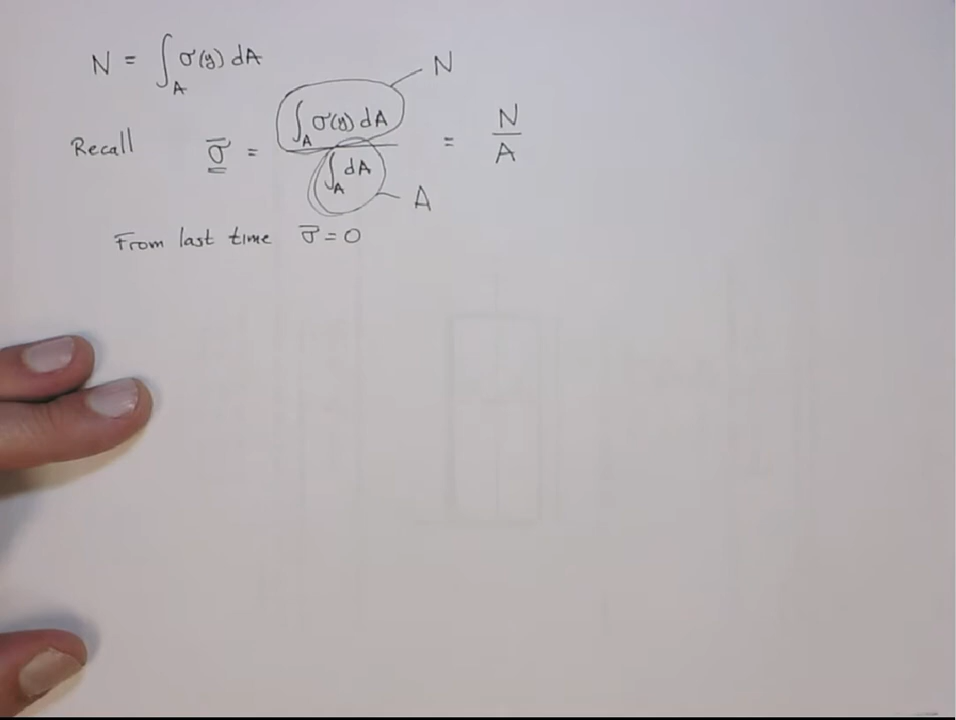 N = ∫_A σ(y) dA
N
Recall σ̅ = ∫_A σ(y) dA / ∫_A dA = N / A
A
From last time σ̅ = 0